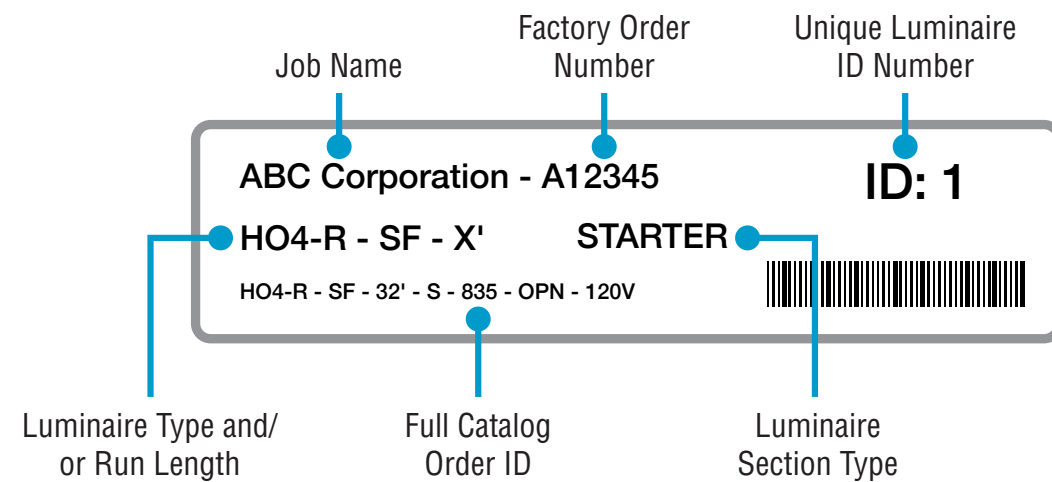 Job Name
Factory Order
Number
Unique Luminaire
ID Number
ABC Corporation - A12345
ID: 1
HO4-R - SF - X'
STARTER
HO4-R - SF - 32' - S - 835 - OPN - 120V
Luminaire Type and/
or Run Length
Full Catalog
Order ID
Luminaire
Section Type